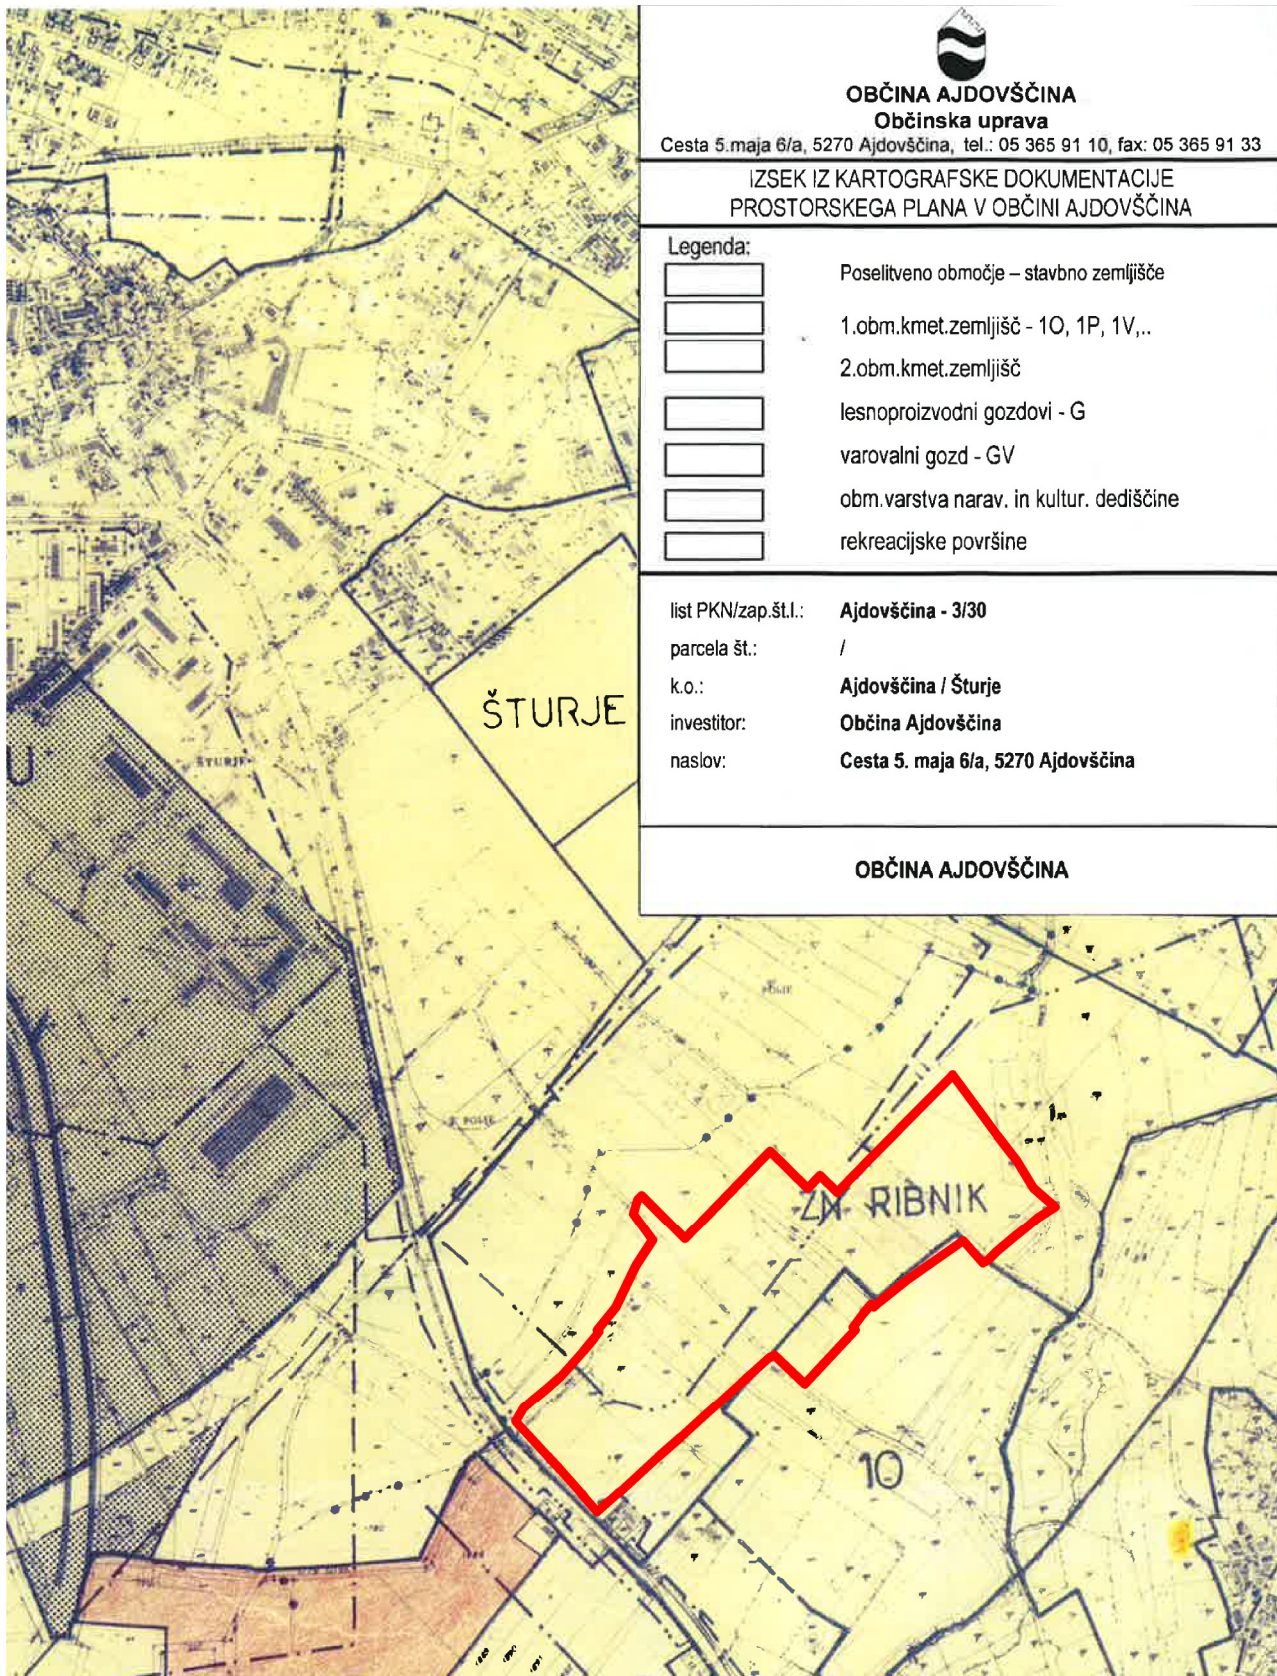 OBČINA AJDOVŠČINA
Občinska uprava
Cesta 5.maja 6/a, 5270 Ajdovščina, tel.: 05 365 91 10, fax: 05 365 91 33
IZSEK IZ KARTOGRAFSKE DOKUMENTACIJE
PROSTORSKEGA PLANA V OBČINI AJDOVŠČINA
Legenda:
Poselitveno območje – stavbno zemljišče
1.obm.kmet.zemljišč - 1O, 1P, 1V,..
2.obm.kmet.zemljišč
lesnoproizvodni gozdovi - G
varovalni gozd - GV
obm.varstva narav. in kultur. dediščine
rekreacijske površine
list PKN/zap.št.l.: Ajdovščina - 3/30
parcela št.: /
k.o.: Ajdovščina / Šturje
investitor: Občina Ajdovščina
naslov: Cesta 5. maja 6/a, 5270 Ajdovščina
OBČINA AJDOVŠČINA
ŠTURJE
U
ŠTURJE
POLJE
POLJE
ZN RIBNIK
10